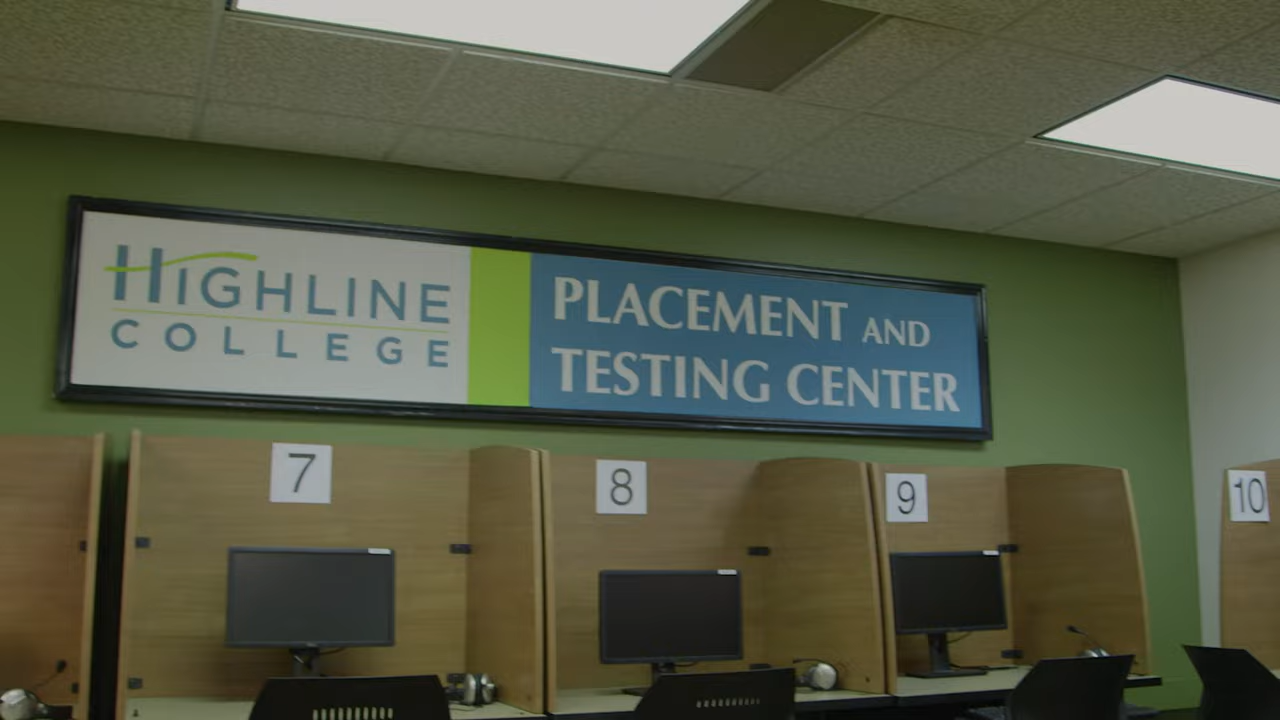 HIGHLINE
COLLEGE
PLACEMENT AND
TESTING CENTER
7
8
9
10